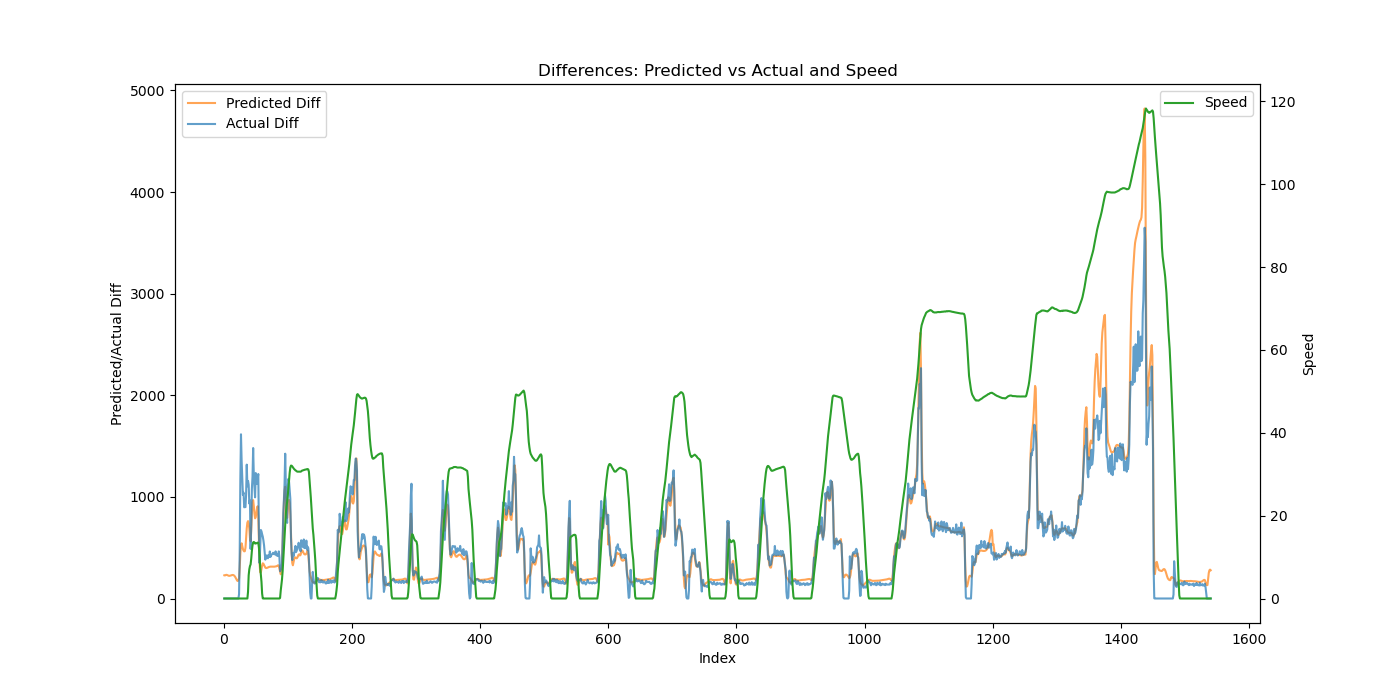 Differences: Predicted vs Actual and Speed
Predicted Diff
Actual Diff
Speed
5000
4000
3000
2000
1000
0
Predicted/Actual Diff
120
100
80
60
40
20
0
Speed
0 200 400 600 800 1000 1200 1400 1600
Index